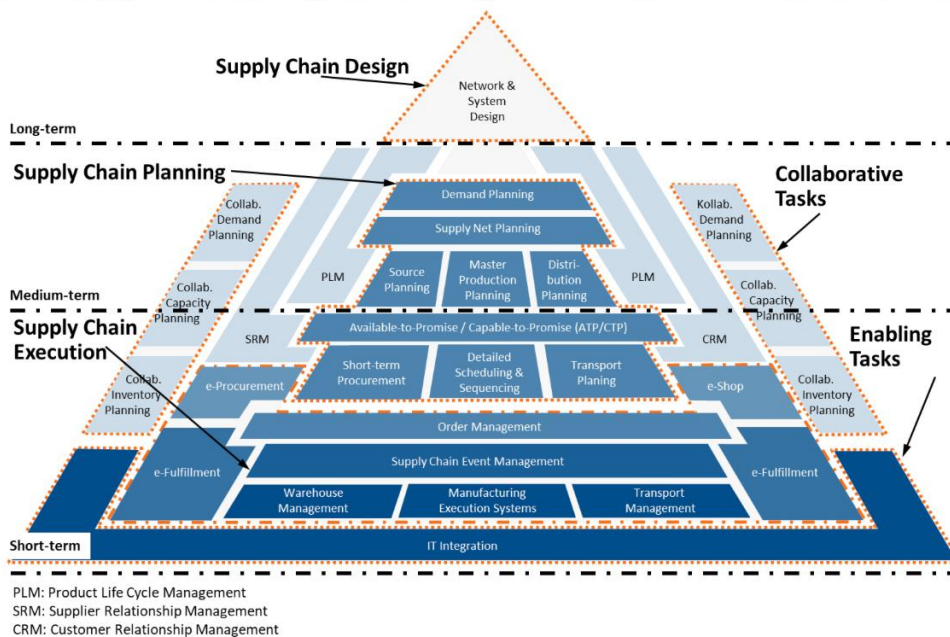 Supply Chain Design
Network &
System
Design
Long-term
Supply Chain Planning
Collaborative
Tasks
Collab.
Demand
Planning
Demand Planning
Kollab.
Demand
Planning
Supply Net Planning
PLM
Source
Planning
Master
Production
Planning
Distri-
bution
Planning
PLM
Collab.
Capacity
Planning
Collab.
Capacity
Planning
Medium-term
Supply Chain
Execution
Available-to-Promise / Capable-to-Promise (ATP/CTP)
Enabling
Tasks
SRM
Short-term
Procurement
Detailed
Scheduling &
Sequencing
Transport
Planing
CRM
Collab.
Inventory
Planning
e-Procurement
e-Shop
Collab.
Inventory
Planning
Order Management
e-Fulfillment
Supply Chain Event Management
e-Fulfillment
Warehouse
Management
Manufacturing
Execution Systems
Transport
Management
Short-term
IT Integration
PLM: Product Life Cycle Management
SRM: Supplier Relationship Management
CRM: Customer Relationship Management